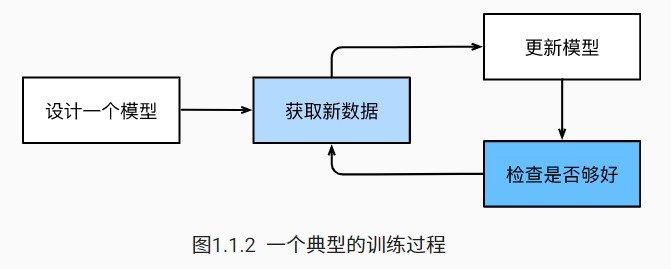 设计一个模型
获取新数据
更新模型
检查是否够好
图1.1.2 一个典型的训练过程